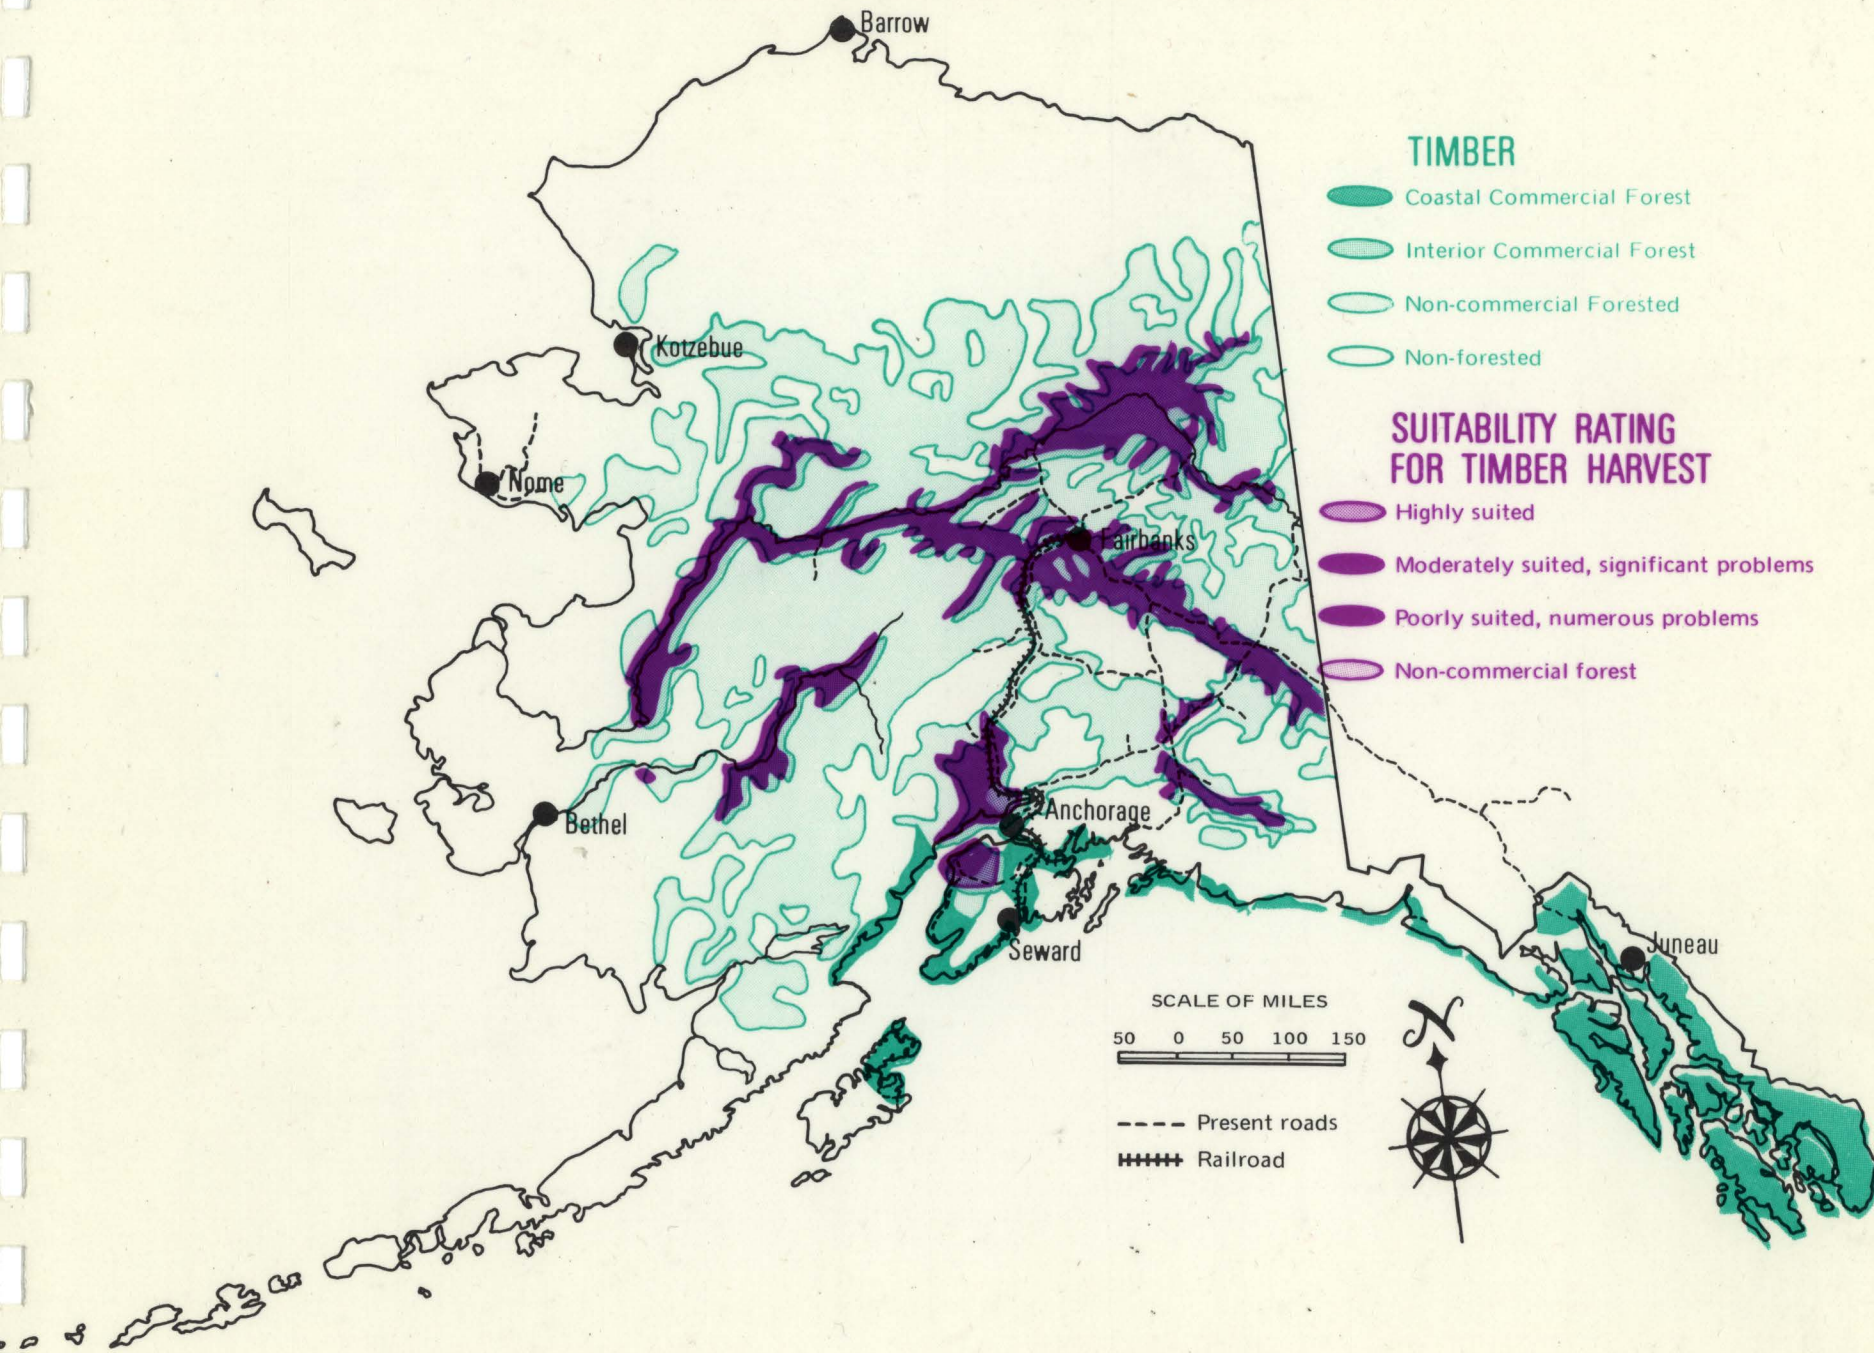 Barrow
TIMBER
Coastal Commercial Forest
Interior Commercial Forest
Non-commercial Forested
Non-forested
Kotzebue
SUITABILITY RATING
FOR TIMBER HARVEST
Highly suited
Moderately suited, significant problems
Poorly suited, numerous problems
Non-commercial forest
Nome
Fairbanks
Anchorage
Bethel
Seward
Juneau
SCALE OF MILES
50 0 50 100 150
N
Present roads
Railroad